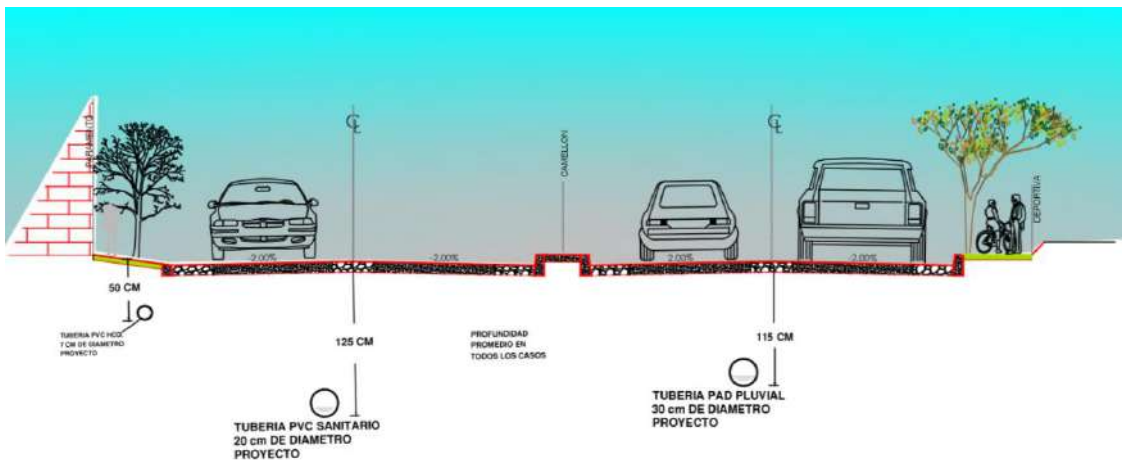 PARAMENTO
℄
CAMELLON
℄
DEPORTIVA
-2.00%
-2.00%
2.00%
-2.00%
50 CM
TUBERIA PVC HCO.
7 CM DE DIAMETRO
PROYECTO
125 CM
PROFUNDIDAD
PROMEDIO EN
TODOS LOS CASOS
115 CM
TUBERIA PVC SANITARIO
20 cm DE DIAMETRO
PROYECTO
TUBERIA PAD PLUVIAL
30 cm DE DIAMETRO
PROYECTO